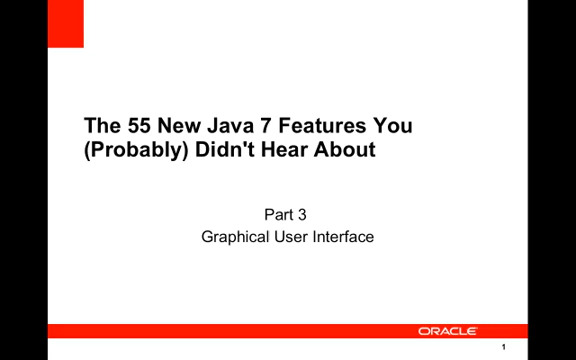 The 55 New Java 7 Features You
(Probably) Didn't Hear About
Part 3
Graphical User Interface
ORACLE
1